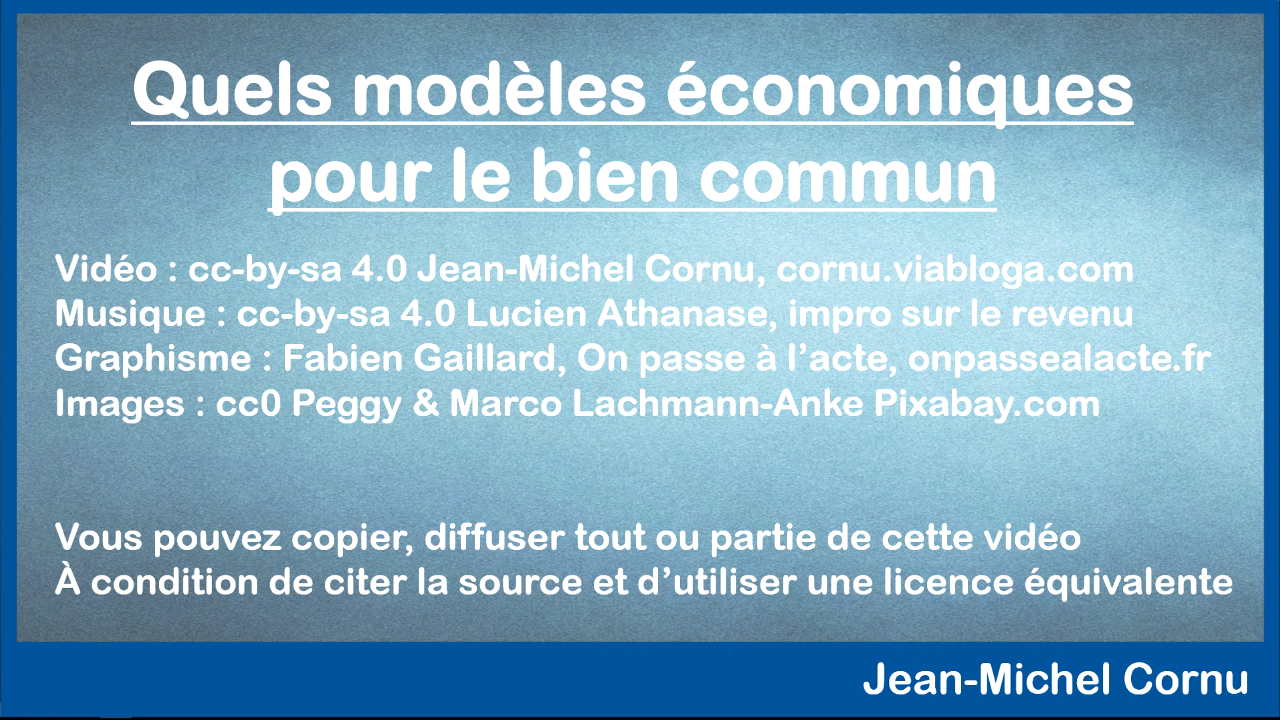 Quels modèles économiques
pour le bien commun
Vidéo : cc-by-sa 4.0 Jean-Michel Cornu, cornu.viabloga.com
Musique : cc-by-sa 4.0 Lucien Athanase, impro sur le revenu
Graphisme : Fabien Gaillard, On passe à l’acte, onpassealacte.fr
Images : cc0 Peggy & Marco Lachmann-Anke Pixabay.com
Vous pouvez copier, diffuser tout ou partie de cette vidéo
À condition de citer la source et d’utiliser une licence équivalente
Jean-Michel Cornu